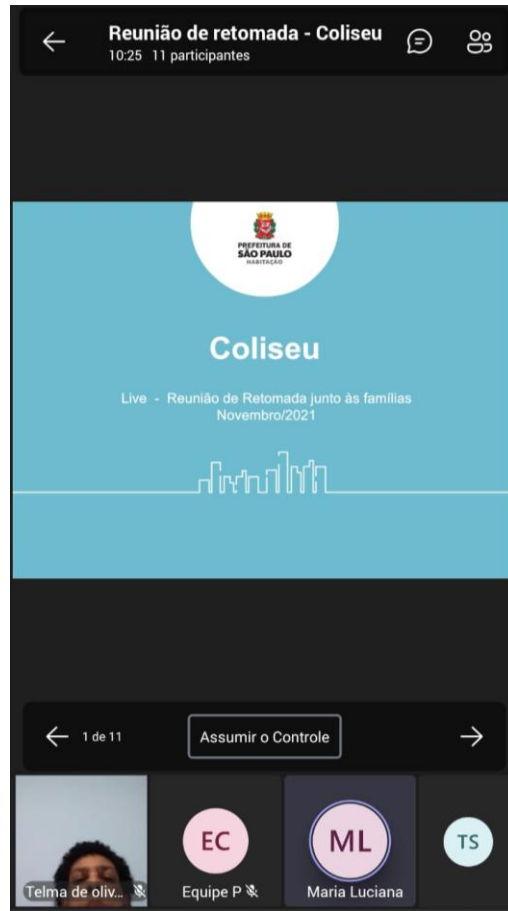 Reunião de retomada - Coliseu
10:25 11 participantes
PREFEITURA DE
SÃO PAULO
HABITAÇÃO
Coliseu
Live - Reunião de Retomada junto às famílias
Novembro/2021
1 de 11
Assumir o Controle
EC
ML
TS
Telma de oliv...
Equipe P
Maria Luciana